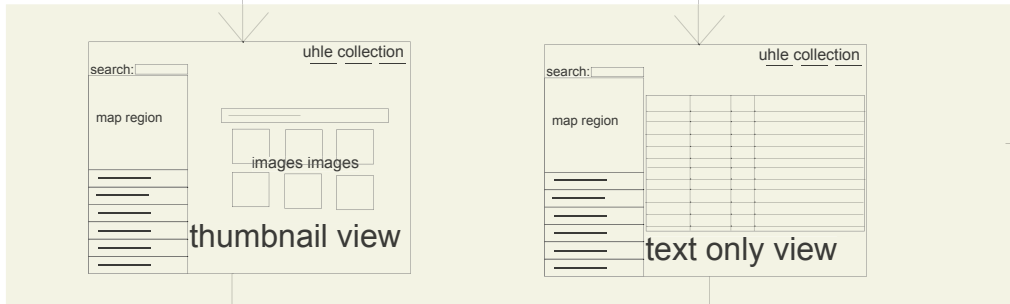 uhle collection
search:
map region
images images
thumbnail view
uhle collection
search:
map region
text only view